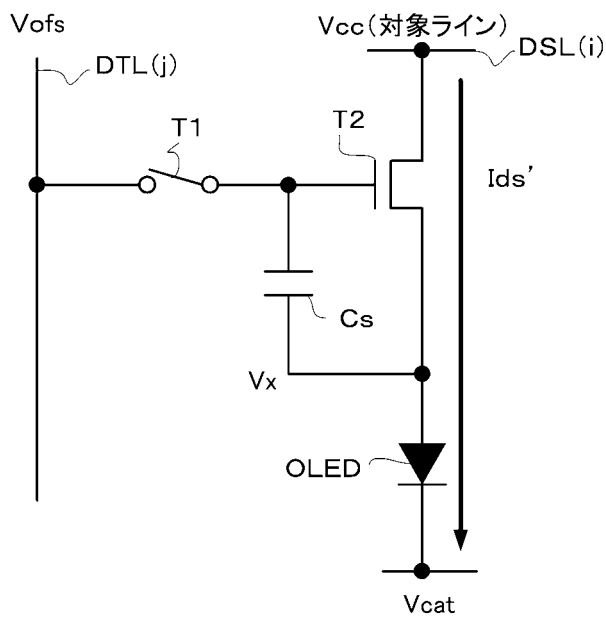 Vofs
Vcc(対象ライン)
DTL(j)
DSL(i)
T1
T2
Ids'
Cs
Vx
OLED
Vcat